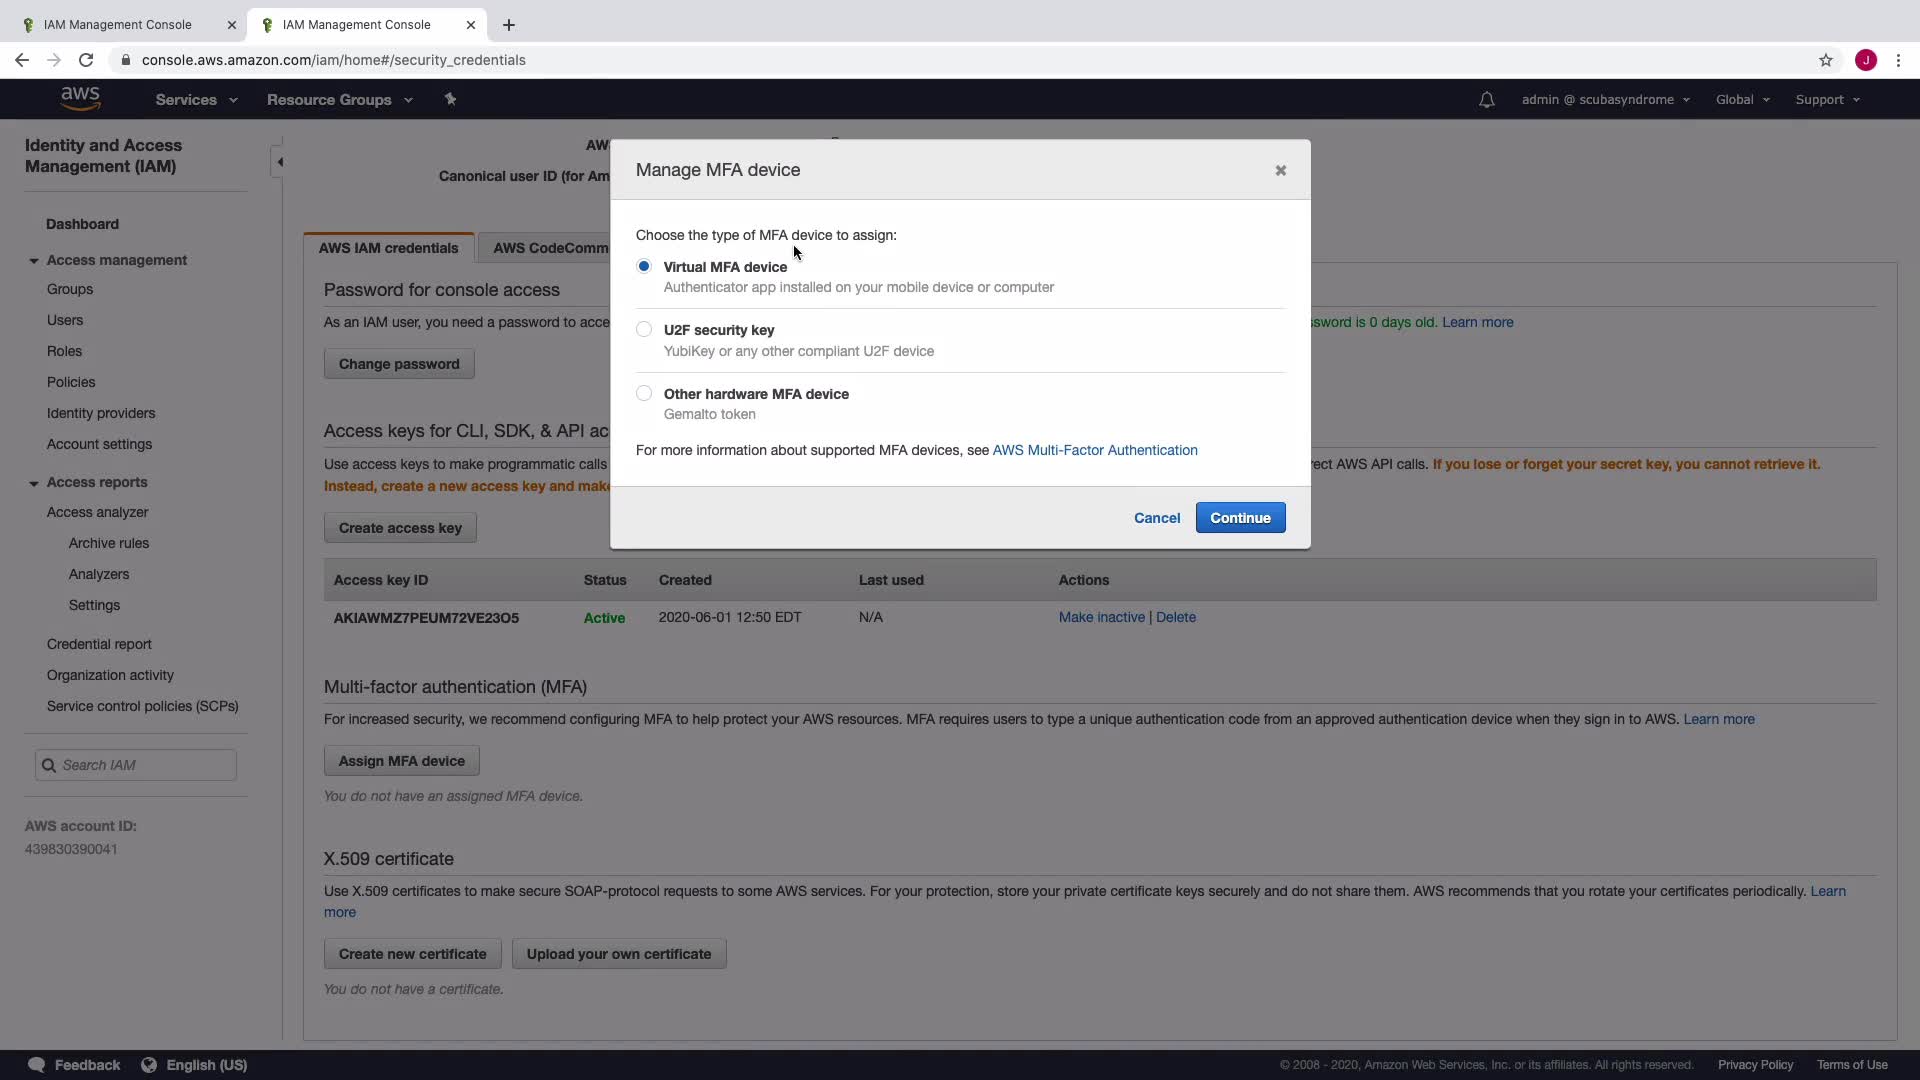 IAM Management Console
IAM Management Console
console.aws.amazon.com/iam/home#/security_credentials
J
aws
Services
Resource Groups
admin @ scubasyndrome
Global
Support
Identity and Access
Management (IAM)
Dashboard
Access management
Groups
Users
Roles
Policies
Identity providers
Account settings
Access reports
Access analyzer
Archive rules
Analyzers
Settings
Credential report
Organization activity
Service control policies (SCPs)
Search IAM
AWS account ID:
439830390041
AW
Canonical user ID (for Am
AWS IAM credentials
AWS CodeComm
Password for console access
As an IAM user, you need a password to acce
ssword is 0 days old. Learn more
Change password
Access keys for CLI, SDK, & API ac
Use access keys to make programmatic calls
rect AWS API calls. If you lose or forget your secret key, you cannot retrieve it.
Instead, create a new access key and make
Create access key
Access key ID Status Created Last used Actions
AKIAWMZ7PEUM72VE23O5 Active 2020-06-01 12:50 EDT N/A Make inactive | Delete
Multi-factor authentication (MFA)
For increased security, we recommend configuring MFA to help protect your AWS resources. MFA requires users to type a unique authentication code from an approved authentication device when they sign in to AWS. Learn more
Assign MFA device
You do not have an assigned MFA device.
X.509 certificate
Use X.509 certificates to make secure SOAP-protocol requests to some AWS services. For your protection, store your private certificate keys securely and do not share them. AWS recommends that you rotate your certificates periodically. Learn
more
Create new certificate
Upload your own certificate
You do not have a certificate.
Manage MFA device
Choose the type of MFA device to assign:
Virtual MFA device
Authenticator app installed on your mobile device or computer
U2F security key
YubiKey or any other compliant U2F device
Other hardware MFA device
Gemalto token
For more information about supported MFA devices, see AWS Multi-Factor Authentication
Cancel
Continue
Feedback
English (US)
© 2008 - 2020, Amazon Web Services, Inc. or its affiliates. All rights reserved.
Privacy Policy
Terms of Use